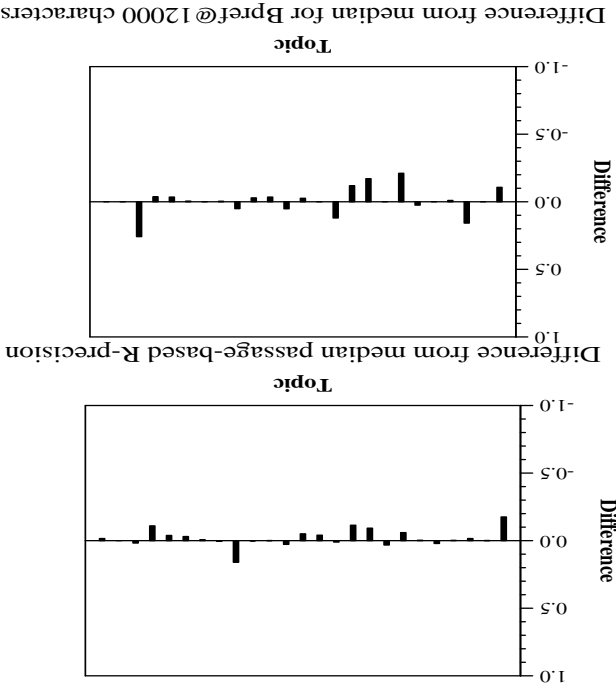 1.0
0.5
Difference
0.0
-0.5
-1.0
Topic
Difference from median passage-based R-precision
1.0
0.5
Difference
0.0
-0.5
-1.0
Topic
Difference from median for Bpref@12000 characters